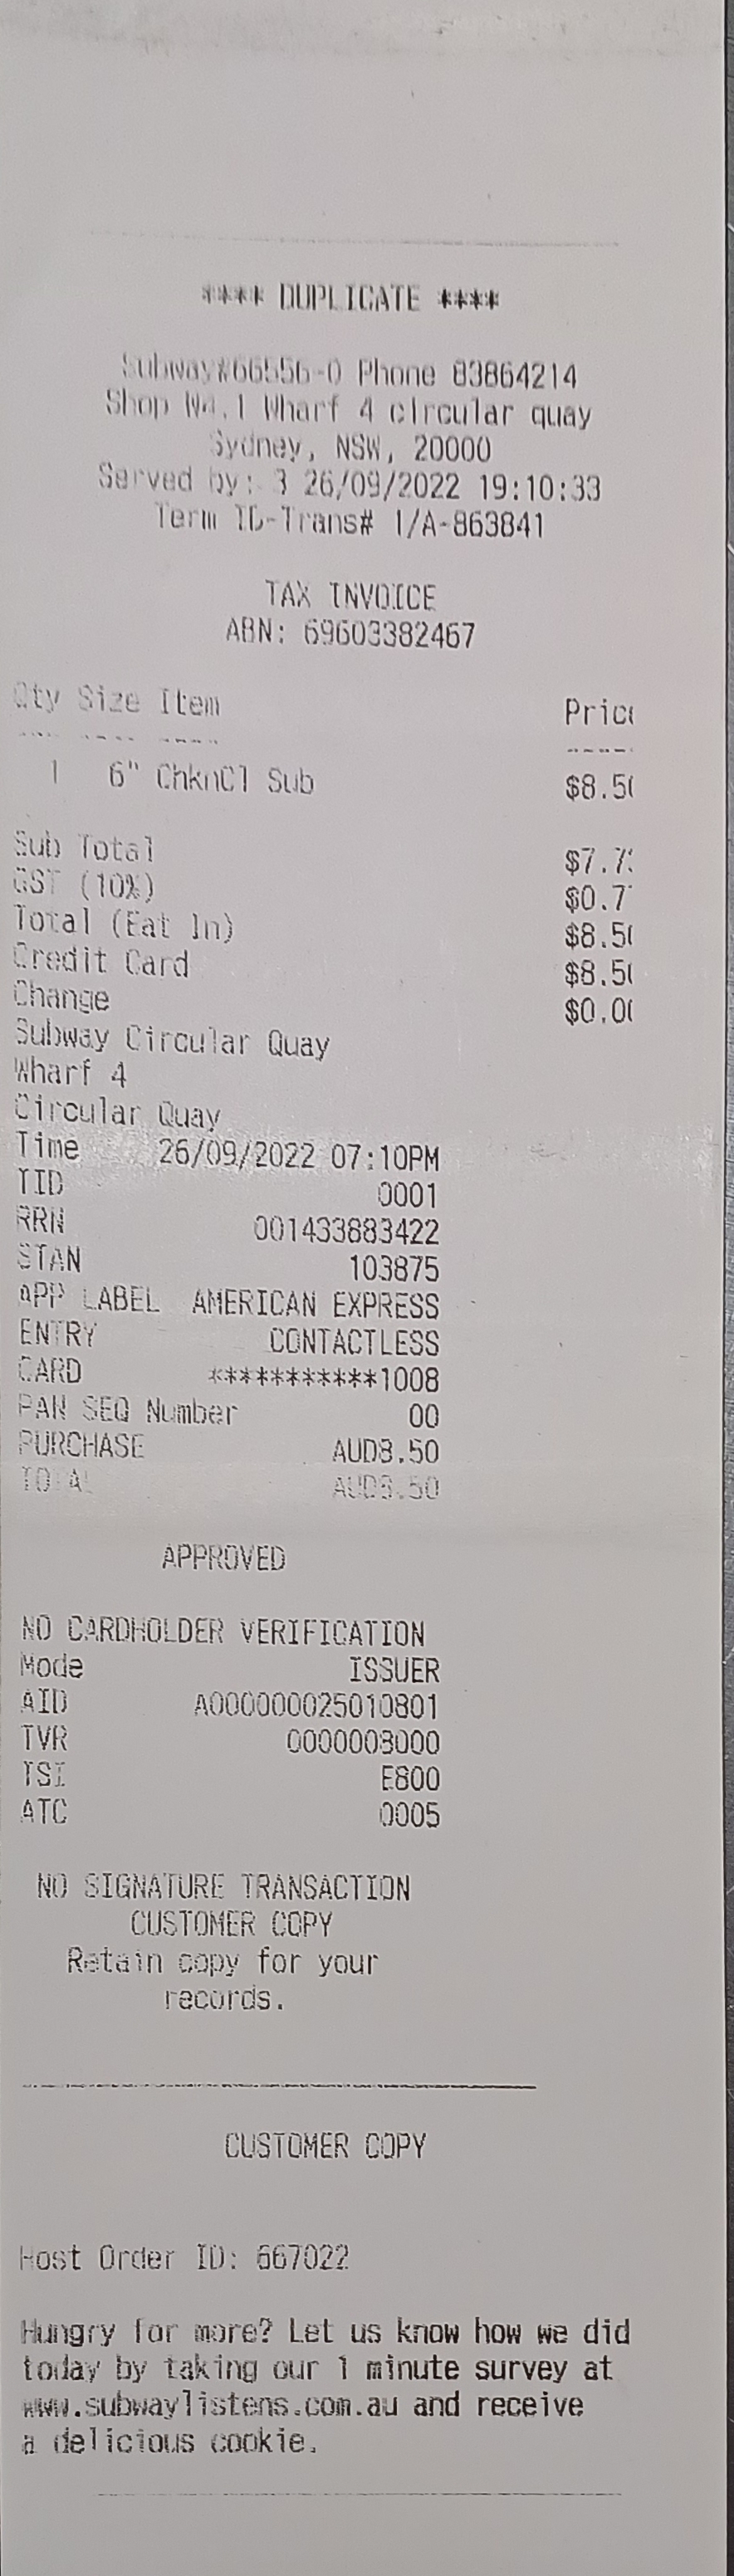 **** DUPLICATE ****
Subway#66556-0 Phone 83864214
Shop W4.1 Wharf 4 circular quay
Sydney, NSW, 20000
Served by: 3 26/09/2022 19:10:33
Term ID-Trans# 1/A-863841
TAX INVOICE
ABN: 69603382467
Qty Size Item Pric
--- ---- ---- ----
1 6" ChknCl Sub $8.5
Sub Total $7.7
GST (10%) $0.7
Total (Eat In) $8.5
Credit Card $8.5
Change $0.0
Subway Circular Quay
Wharf 4
Circular Quay
Time 26/09/2022 07:10PM
TID 0001
RRN 001433883422
STAN 103875
APP LABEL AMERICAN EXPRESS
ENTRY CONTACTLESS
CARD ***********1008
PAN SEQ Number 00
PURCHASE AUD8.50
TOTAL AUD8.50
APPROVED
NO CARDHOLDER VERIFICATION
Mode ISSUER
AID A000000025010801
TVR 0000008000
TSI E800
ATC 0005
NO SIGNATURE TRANSACTION
CUSTOMER COPY
Retain copy for your
records.
CUSTOMER COPY
Host Order ID: 667022
Hungry for more? Let us know how we did
today by taking our 1 minute survey at
www.subwaylistens.com.au and receive
a delicious cookie.